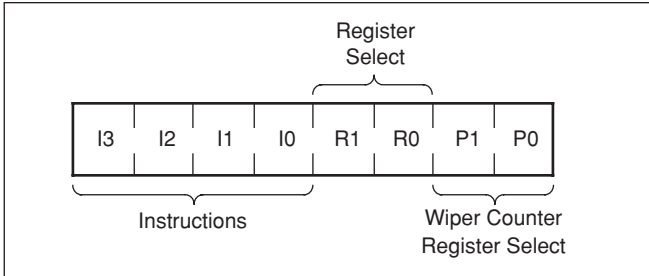 Register
Select
I3 I2 I1 I0 R1 R0 P1 P0
Instructions
Wiper Counter
Register Select